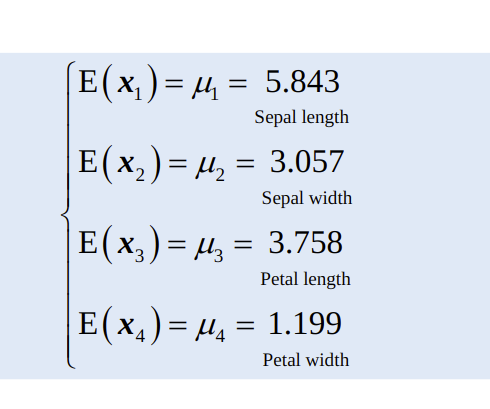 E(x₁) = μ₁ = 5.843
Sepal length
E(x₂) = μ₂ = 3.057
Sepal width
E(x₃) = μ₃ = 3.758
Petal length
E(x₄) = μ₄ = 1.199
Petal width